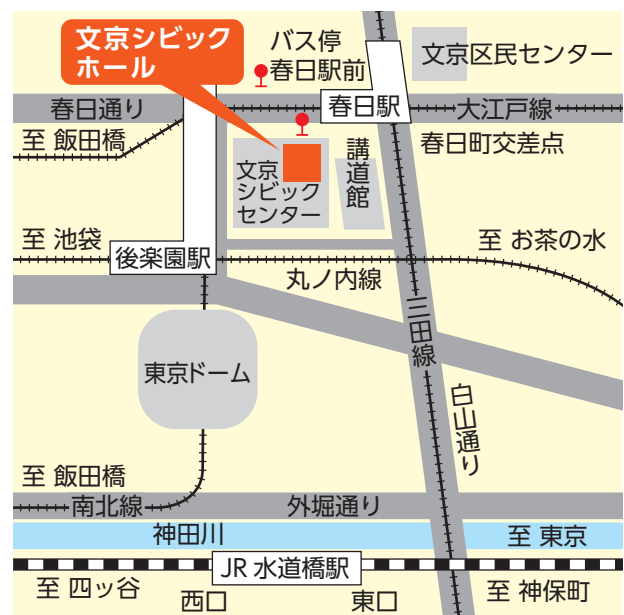 文京シビック
ホール
バス停
春日駅前
文京区民センター
春日通り
春日駅
大江戸線
至 飯田橋
春日町交差点
文京
シビック
センター
講道館
至 池袋
後楽園駅
丸ノ内線
至 お茶の水
三田線
東京ドーム
白山通り
至 飯田橋
南北線
外堀通り
神田川
至 東京
JR 水道橋駅
至 四ッ谷
西口
東口
至 神保町